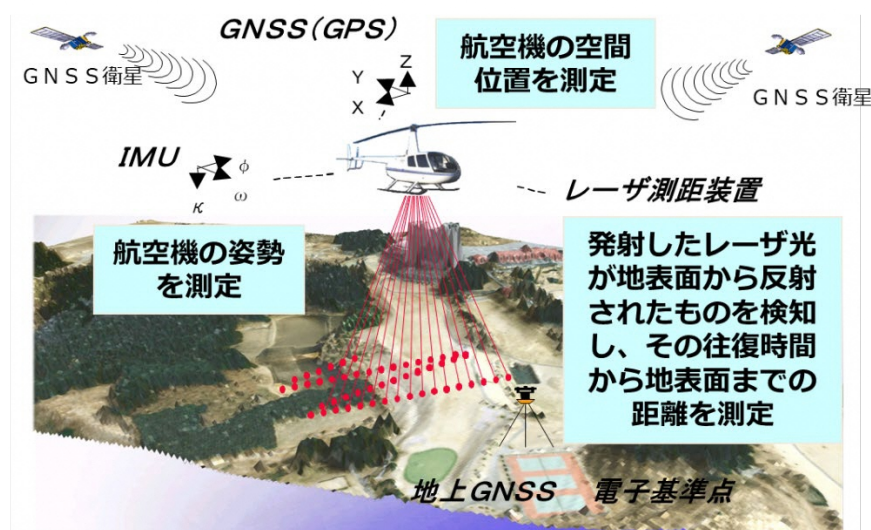 GNSS(GPS)
航空機の空間
位置を測定
GNSS衛星
GNSS衛星
Z
Y
X
IMU
φ
ω
κ
レーザ測距装置
航空機の姿勢
を測定
発射したレーザ光
が地表面から反射
されたものを検知
し、その往復時間
から地表面までの
距離を測定
地上GNSS 電子基準点